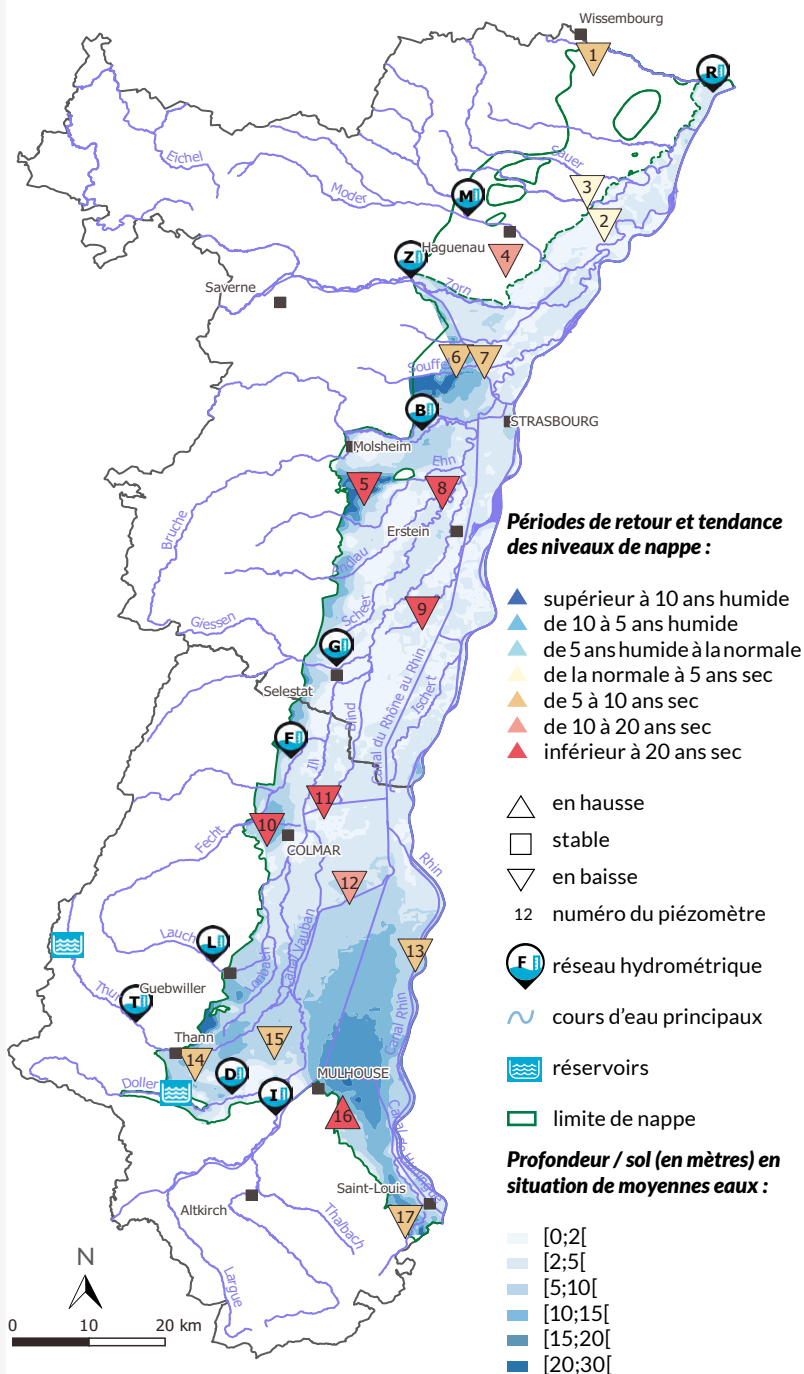 Wissembourg
1
R
Eichel
Sauer
Moder
M
3
2
Haguenau
4
Z
Zorn
Saverne
6
7
Souffel
B
STRASBOURG
Molsheim
Ehn
5
8
Bruche
Erstein
Andlau
Scheer
9
Giessen
G
Selestat
Canal du Rhône au Rhin
Ischert
Blind
F
Ill
11
10
Fecht
COLMAR
Rhin
12
Lauch
L
Canal Vauban
13
Thur
Guebwiller
T
Canal Rhin
Thann
15
14
D
MULHOUSE
Doller
I
16
Canal de Huningue
Saint-Louis
Altkirch
Thalbach
17
Largue
N
0 10 20 km
Périodes de retour et tendance
des niveaux de nappe :
supérieur à 10 ans humide
de 10 à 5 ans humide
de 5 ans humide à la normale
de la normale à 5 ans sec
de 5 à 10 ans sec
de 10 à 20 ans sec
inférieur à 20 ans sec
en hausse
stable
en baisse
12 numéro du piézomètre
F réseau hydrométrique
cours d'eau principaux
réservoirs
limite de nappe
Profondeur / sol (en mètres) en
situation de moyennes eaux :
[0;2[
[2;5[
[5;10[
[10;15[
[15;20[
[20;30[